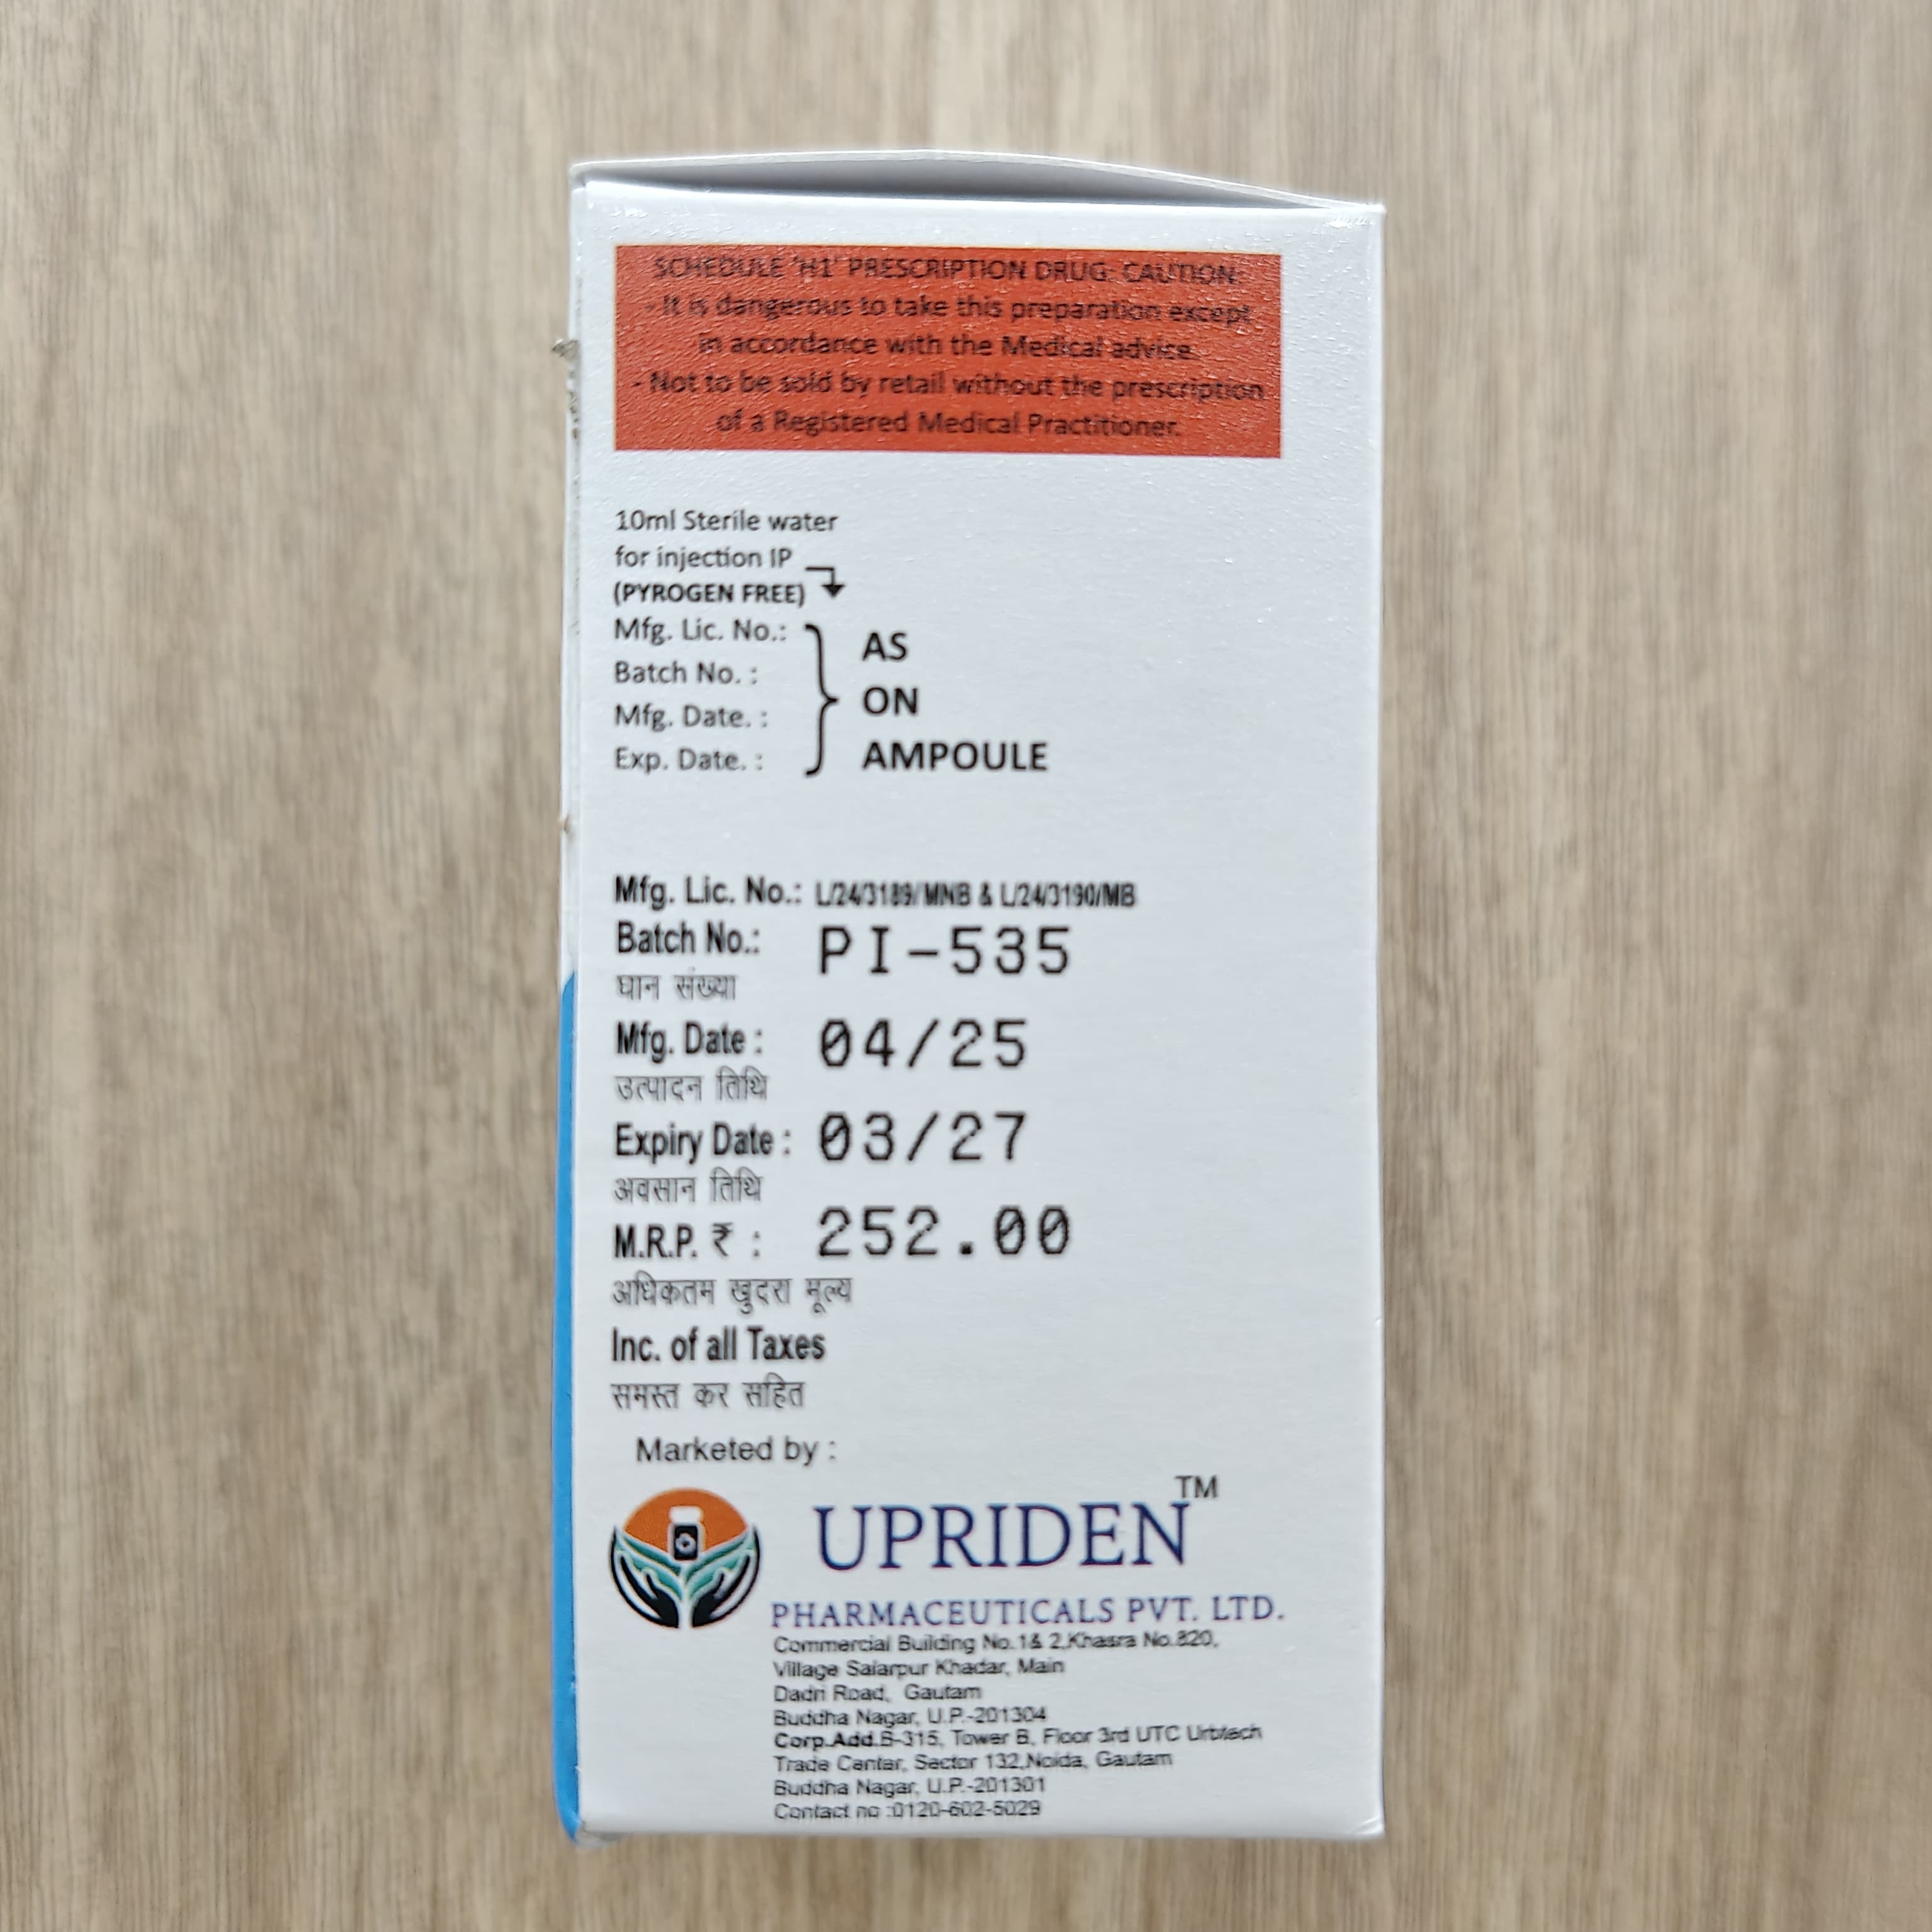 SCHEDULE 'H1' PRESCRIPTION DRUG: CAUTION
- It is dangerous to take this preparation except
in accordance with the Medical advice.
- Not to be sold by retail without the prescription
of a Registered Medical Practitioner.
10ml Sterile water
for injection IP
(PYROGEN FREE)
Mfg. Lic. No.:
Batch No. :
Mfg. Date. :
Exp. Date. :
AS
ON
AMPOULE
Mfg. Lic. No.: L/24/3189/MNB & L/24/3190/MB
Batch No.: PI-535
घान संख्या
Mfg. Date : 04/25
उत्पादन तिथि
Expiry Date : 03/27
अवसान तिथि
M.R.P. ₹ : 252.00
अधिकतम खुदरा मूल्य
Inc. of all Taxes
समस्त कर सहित
Marketed by :
UPRIDEN™
PHARMACEUTICALS PVT. LTD.
Commercial Building No.1& 2,Khasra No.820,
Village Salarpur Khadar, Main
Dadri Road, Gautam
Buddha Nagar, U.P.-201304
Corp.Add.B-315, Tower B, Floor 3rd UTC Urbtech
Trade Center, Sector 132,Noida, Gautam
Buddha Nagar, U.P.-201301
Contact no :0120-602-5029